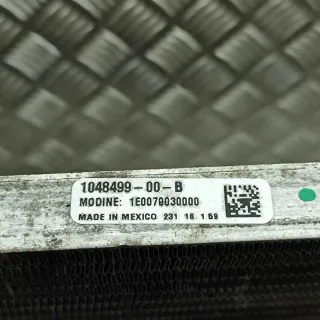 1048499-00-B
MODINE: 1E0079030000
MADE IN MEXICO 231 16 1 59